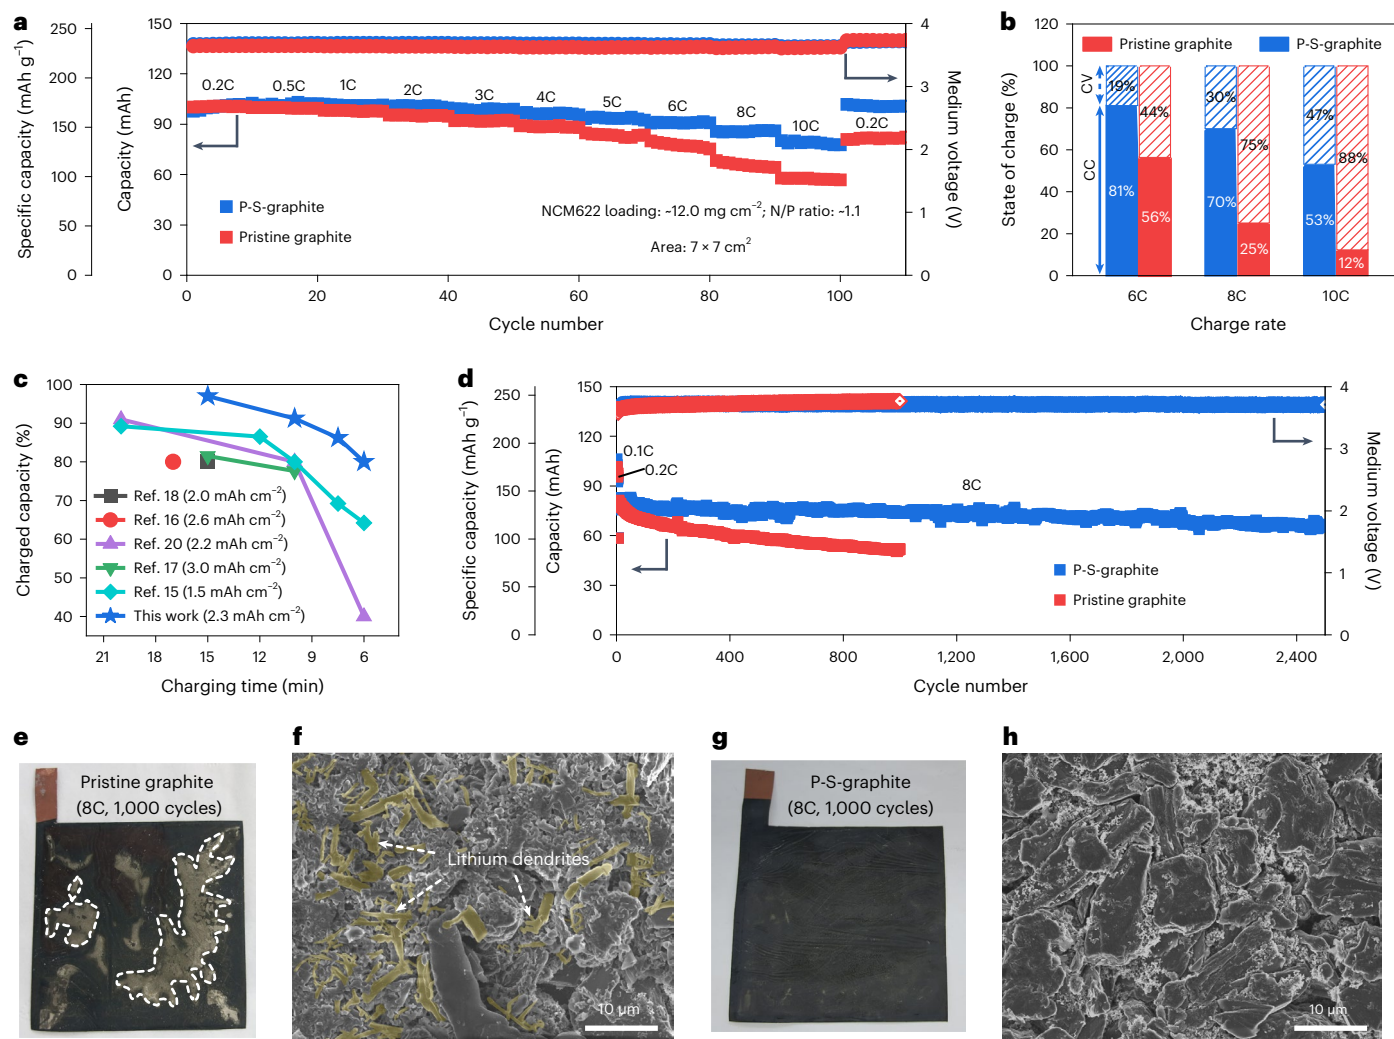 a
250
200
150
100
50
0
Specific capacity (mAh g⁻¹)
150
120
90
60
30
0
Capacity (mAh)
0.2C 0.5C 1C 2C 3C 4C 5C 6C 8C 10C 0.2C
P-S-graphite
Pristine graphite
NCM622 loading: ~12.0 mg cm⁻²; N/P ratio: ~1.1
Area: 7 × 7 cm²
4
3
2
1
0
Medium voltage (V)
0 20 40 60 80 100
Cycle number
b
120
100
80
60
40
20
0
State of charge (%)
Pristine graphite P-S-graphite
CV
CC
19% 44% 30% 75% 47% 88%
81% 56% 70% 25% 53% 12%
6C 8C 10C
Charge rate
c
100
90
80
70
60
50
40
Charged capacity (%)
Ref. 18 (2.0 mAh cm⁻²)
Ref. 16 (2.6 mAh cm⁻²)
Ref. 20 (2.2 mAh cm⁻²)
Ref. 17 (3.0 mAh cm⁻²)
Ref. 15 (1.5 mAh cm⁻²)
This work (2.3 mAh cm⁻²)
21 18 15 12 9 6
Charging time (min)
d
250
200
150
100
50
0
Specific capacity (mAh g⁻¹)
150
120
90
60
30
0
Capacity (mAh)
0.1C
0.2C
8C
P-S-graphite
Pristine graphite
4
3
2
1
0
Medium voltage (V)
0 400 800 1,200 1,600 2,000 2,400
Cycle number
e
Pristine graphite
(8C, 1,000 cycles)
f
Lithium dendrites
10 μm
g
P-S-graphite
(8C, 1,000 cycles)
h
10 μm